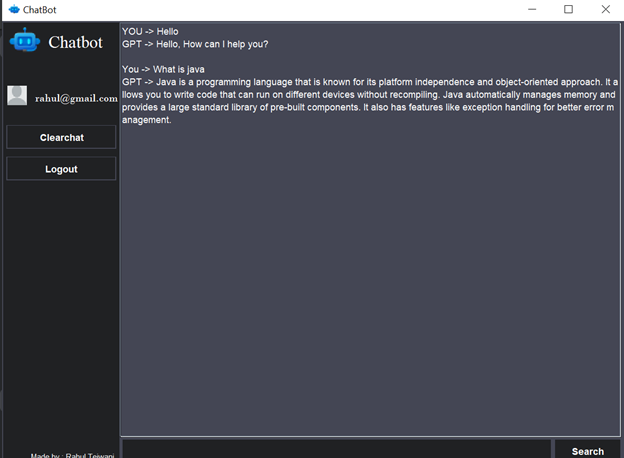 ChatBot
Chatbot
rahul@gmail.com
Clearchat
Logout
YOU -> Hello
GPT -> Hello, How can I help you?
You -> What is java
GPT -> Java is a programming language that is known for its platform independence and object-oriented approach. It a
llows you to write code that can run on different devices without recompiling. Java automatically manages memory and
provides a large standard library of pre-built components. It also has features like exception handling for better error m
anagement.
Made by : Rahul Tejwani
Search